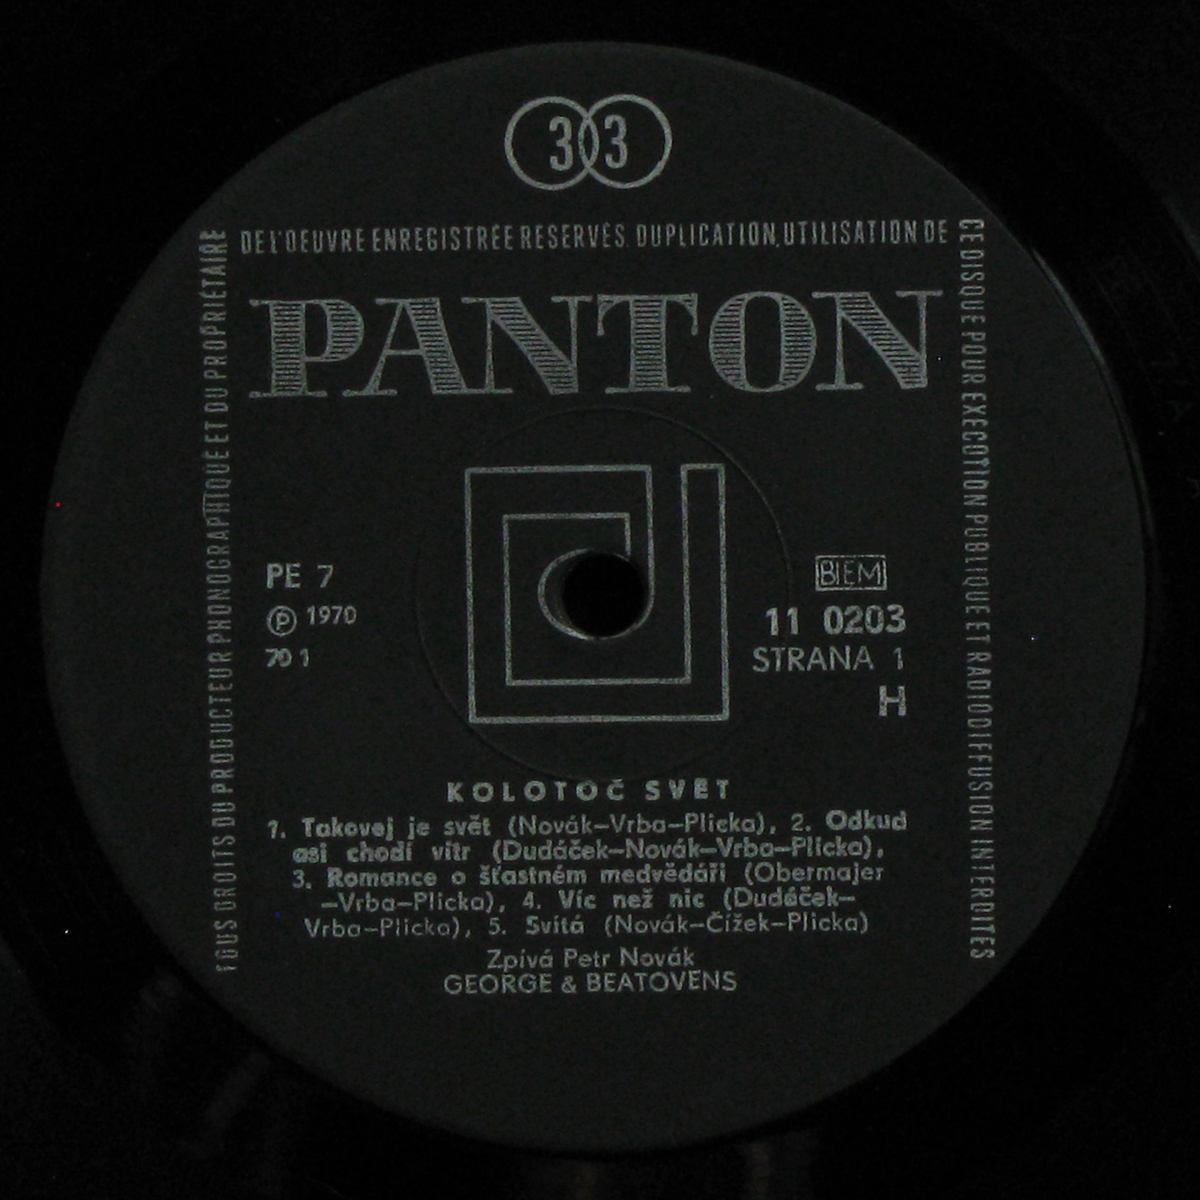 33
TOUS DROITS DU PRODUCTEUR PHONOGRAPHIQUE ET DU PROPRIÉTAIRE
DE L'OEUVRE ENREGISTRÉE RESERVÉS. DUPLICATION, UTILISATION DE
CE DISQUE POUR EXECOTION PUBLIQUE ET RADIODIFFUSION INTERDITES
PANTON
PE 7
Ⓟ 1970
70 1
BIEM
11 0203
STRANA 1
H
KOLOTOČ SVĚT
1. Takovej je svět (Novák–Vrba–Plicka), 2. Odkud
asi chodí vítr (Dudáček–Novák–Vrba–Plicka),
3. Romance o šťastném medvědáři (Obermajer
–Vrba–Plicka), 4. Víc než nic (Dudáček–
Vrba–Plicka), 5. Svítá (Novák–Čížek–Plicka)
Zpívá Petr Novák
GEORGE & BEATOVENS